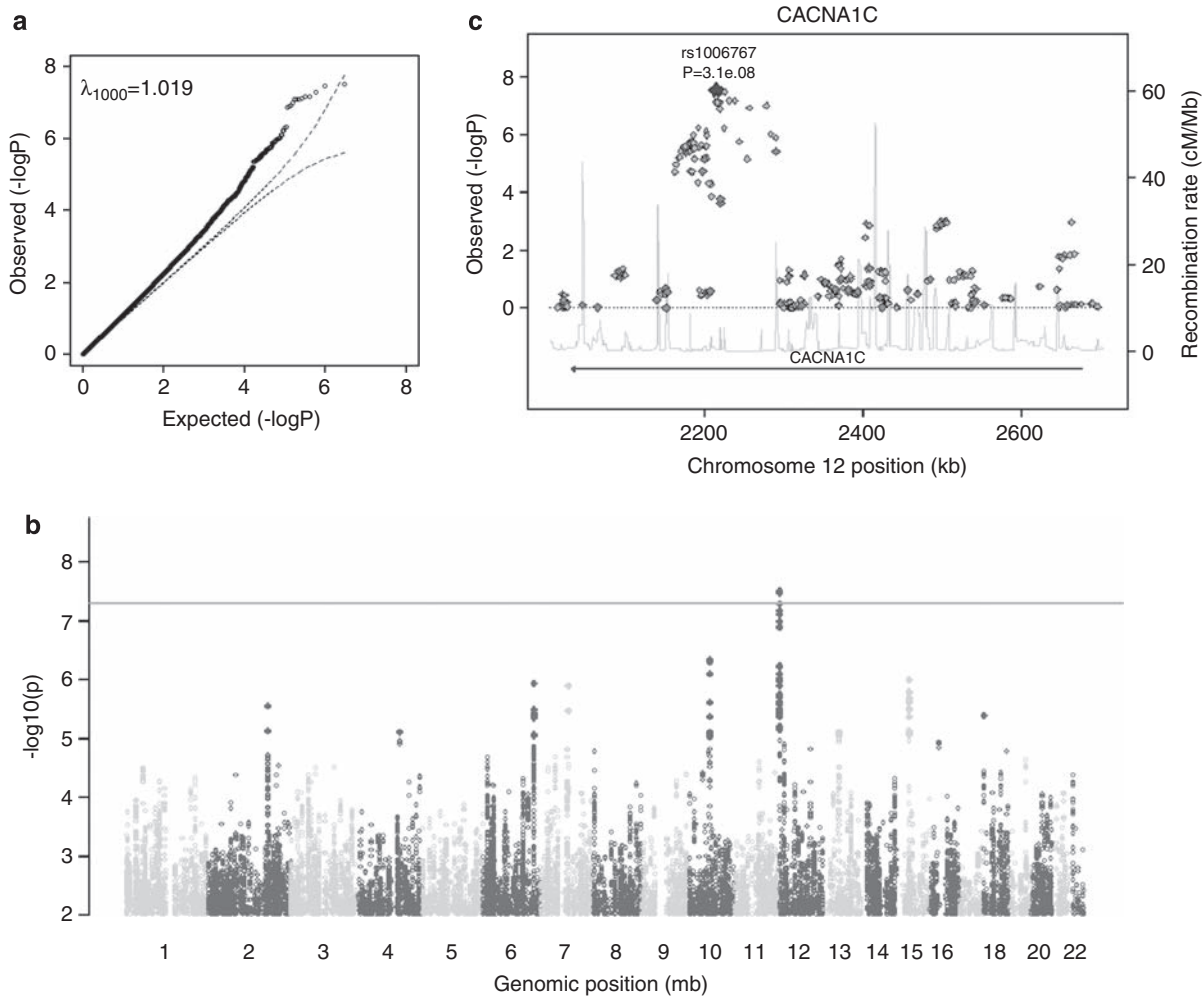 a
λ1000=1.019
8
6
4
2
0
0 2 4 6 8
Observed (-logP)
Expected (-logP)
c
CACNA1C
rs1006767
P=3.1e.08
8
6
4
2
0
Observed (-logP)
60
40
20
0
Recombination rate (cM/Mb)
CACNA1C
2200 2400 2600
Chromosome 12 position (kb)
b
8
7
6
5
4
3
2
-log10(p)
1 2 3 4 5 6 7 8 9 10 11 12 13 14 15 16 18 20 22
Genomic position (mb)